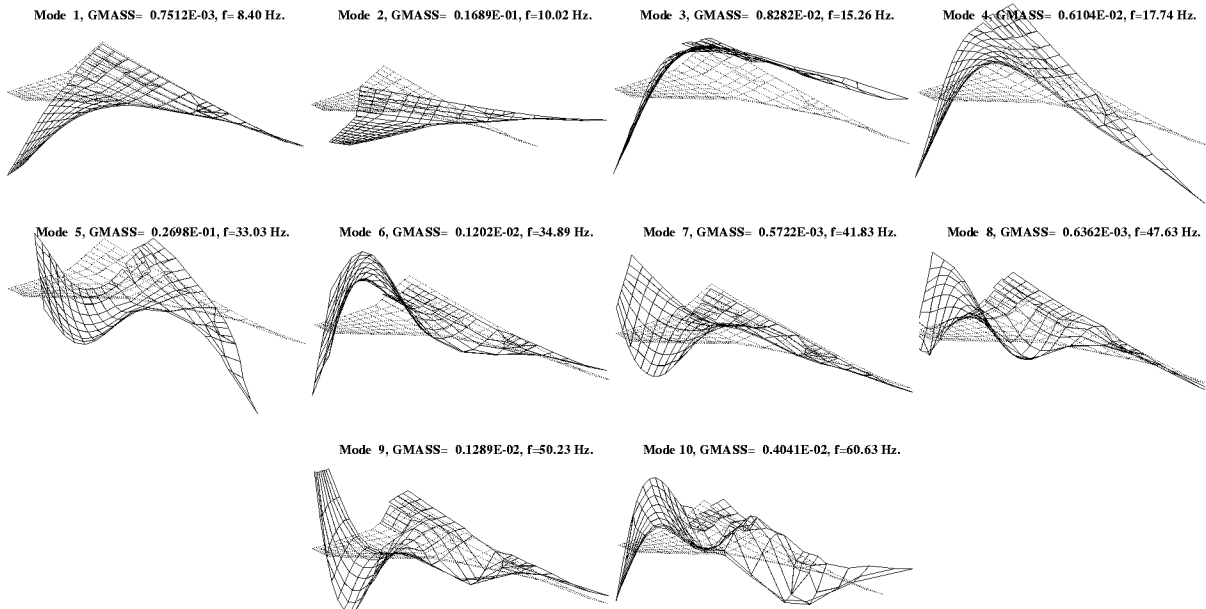 Mode 1, GMASS= 0.7512E-03, f= 8.40 Hz.
Mode 2, GMASS= 0.1689E-01, f=10.02 Hz.
Mode 3, GMASS= 0.8282E-02, f=15.26 Hz.
Mode 4, GMASS= 0.6104E-02, f=17.74 Hz.
Mode 5, GMASS= 0.2698E-01, f=33.03 Hz.
Mode 6, GMASS= 0.1202E-02, f=34.89 Hz.
Mode 7, GMASS= 0.5722E-03, f=41.83 Hz.
Mode 8, GMASS= 0.6362E-03, f=47.63 Hz.
Mode 9, GMASS= 0.1289E-02, f=50.23 Hz.
Mode 10, GMASS= 0.4041E-02, f=60.63 Hz.